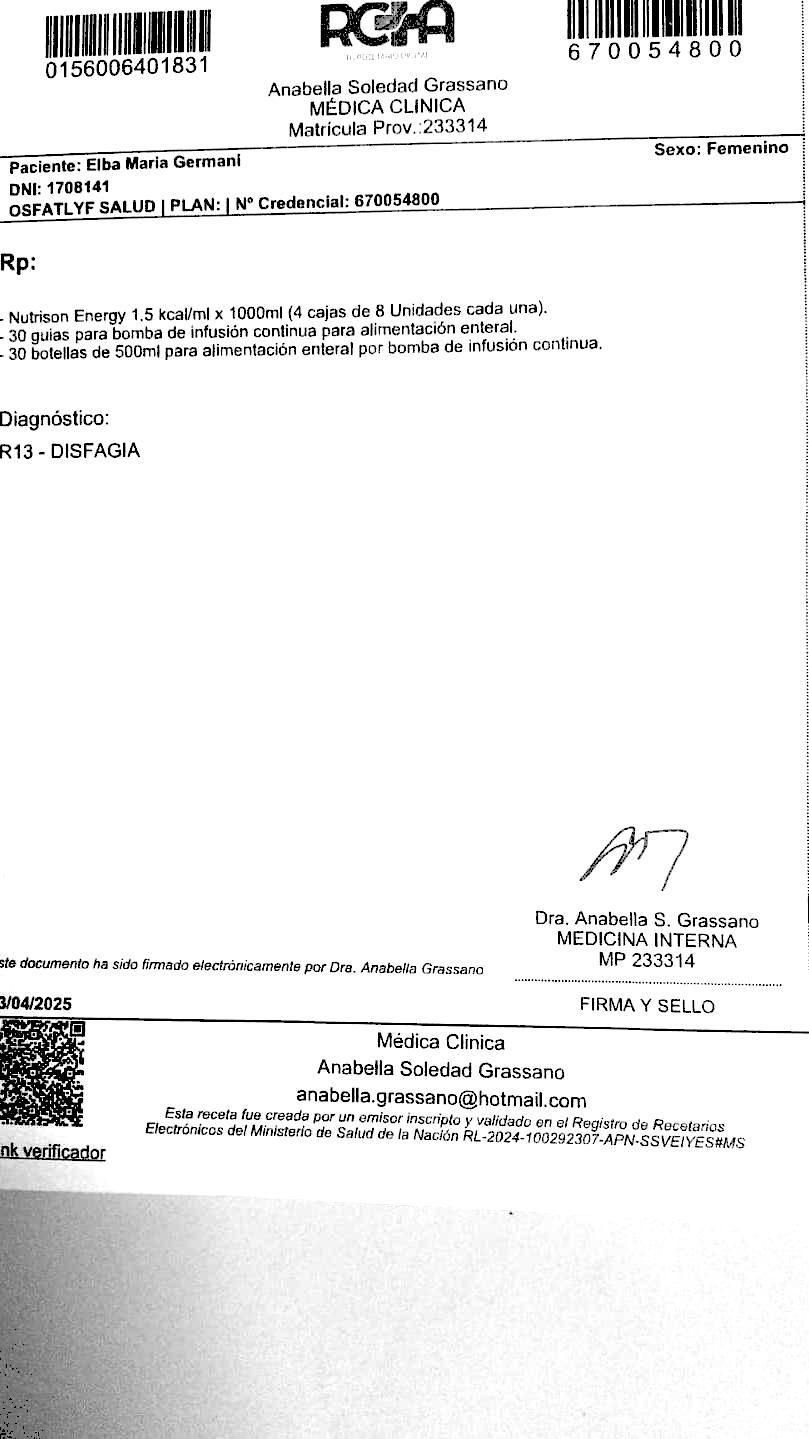 RCTA
0156006401831
670054800
Anabella Soledad Grassano
MÉDICA CLINICA
Matrícula Prov.:233314
Paciente: Elba Maria Germani
Sexo: Femenino
DNI: 1708141
OSFATLYF SALUD | PLAN: | Nº Credencial: 670054800
Rp:
- Nutrison Energy 1.5 kcal/ml x 1000ml (4 cajas de 8 Unidades cada una).
- 30 guias para bomba de infusión continua para alimentación enteral.
- 30 botellas de 500ml para alimentación enteral por bomba de infusión continua.
Diagnóstico:
R13 - DISFAGIA
Dra. Anabella S. Grassano
MEDICINA INTERNA
MP 233314
ste documento ha sido firmado electrónicamente por Dra. Anabella Grassano
3/04/2025
FIRMA Y SELLO
Médica Clinica
Anabella Soledad Grassano
anabella.grassano@hotmail.com
Esta receta fue creada por un emisor inscripto y validado en el Registro de Recetarios
Electrónicos del Ministerio de Salud de la Nación RL-2024-100292307-APN-SSVEIYES#MS
nk verificador